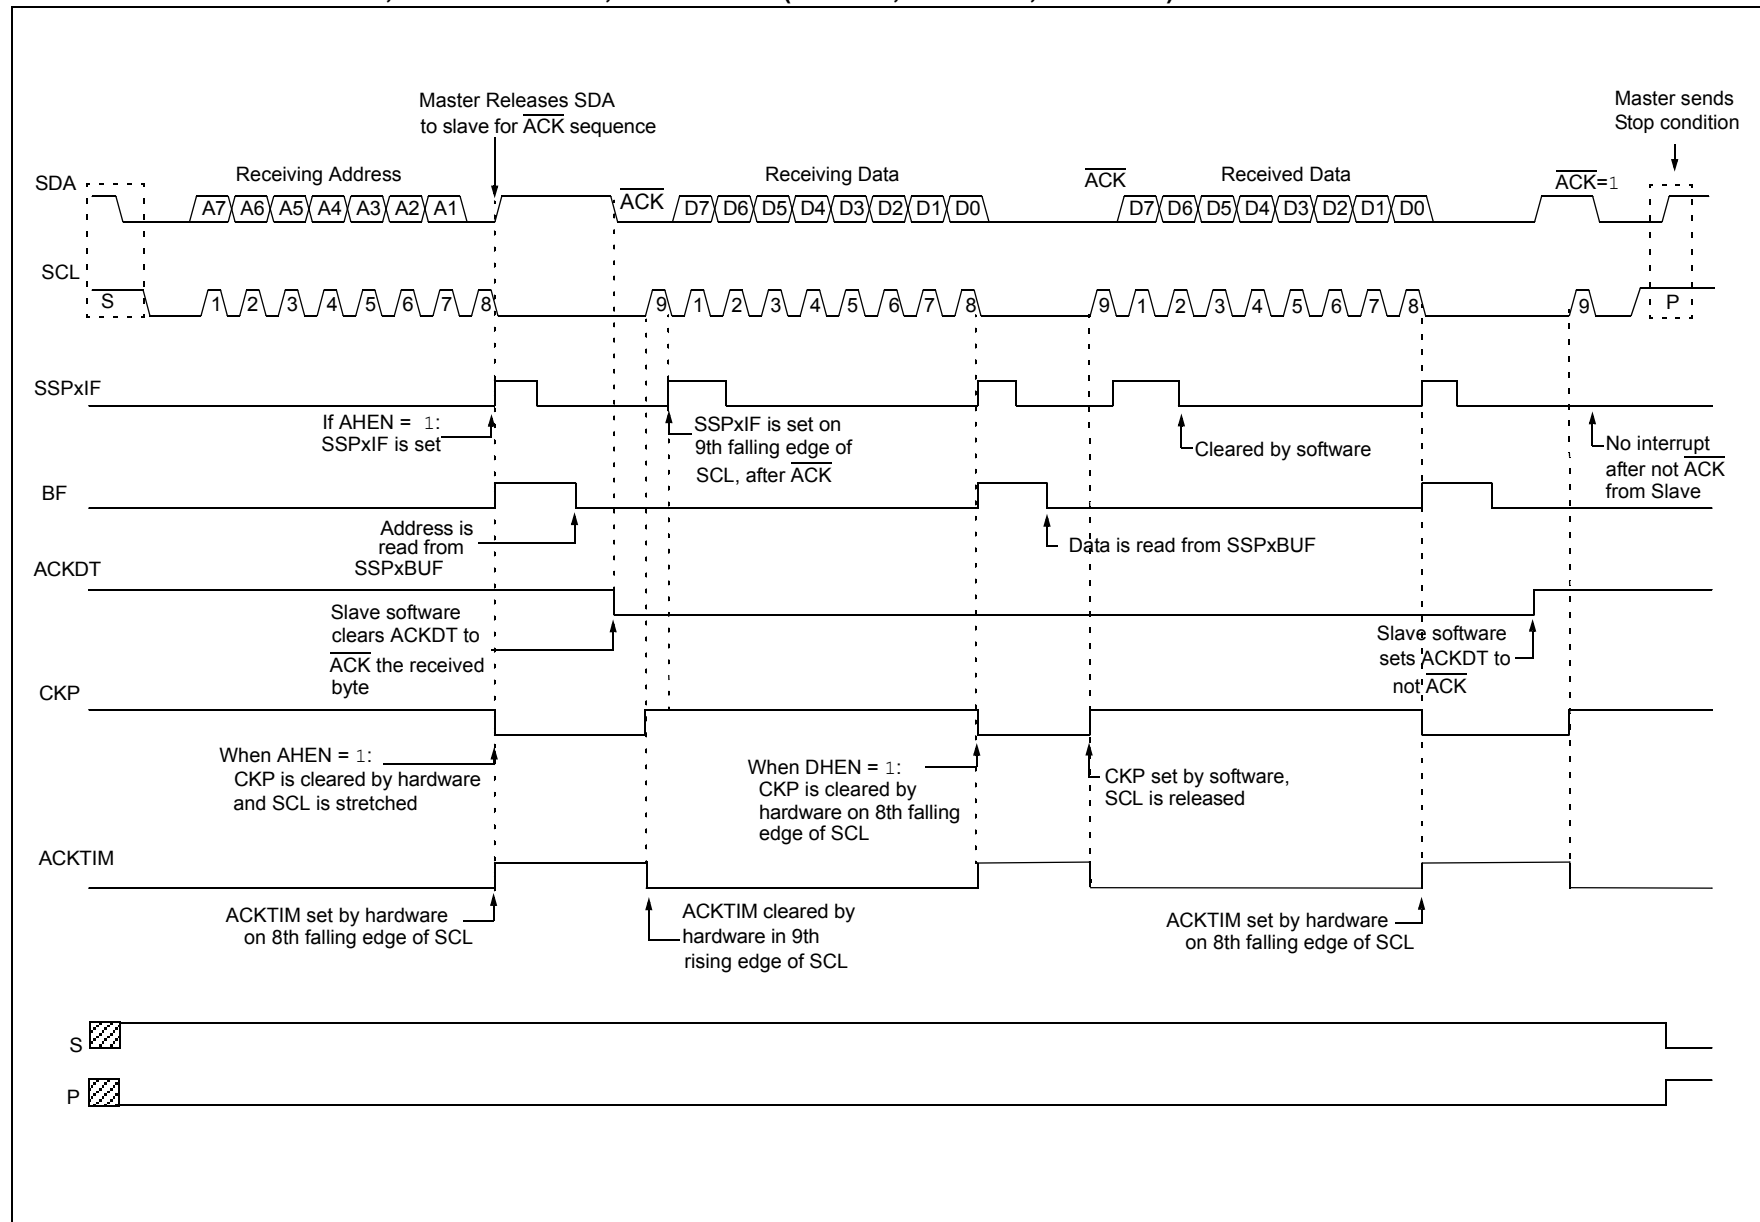 Master Releases SDA
to slave for ACK sequence
Master sends
Stop condition
SDA
Receiving Address
ACK
Receiving Data
ACK
Received Data
ACK=1
A7 A6 A5 A4 A3 A2 A1
D7 D6 D5 D4 D3 D2 D1 D0
D7 D6 D5 D4 D3 D2 D1 D0
SCL
S
1 2 3 4 5 6 7 8
9 1 2 3 4 5 6 7 8
9 1 2 3 4 5 6 7 8
9
P
SSPxIF
If AHEN = 1:
SSPxIF is set
SSPxIF is set on
9th falling edge of
SCL, after ACK
Cleared by software
No interrupt
after not ACK
from Slave
BF
Address is
read from
SSPxBUF
Data is read from SSPxBUF
ACKDT
Slave software
clears ACKDT to
ACK the received
byte
Slave software
sets ACKDT to
not ACK
CKP
When AHEN = 1:
CKP is cleared by hardware
and SCL is stretched
When DHEN = 1:
CKP is cleared by
hardware on 8th falling
edge of SCL
CKP set by software,
SCL is released
ACKTIM
ACKTIM set by hardware
on 8th falling edge of SCL
ACKTIM cleared by
hardware in 9th
rising edge of SCL
ACKTIM set by hardware
on 8th falling edge of SCL
S
P